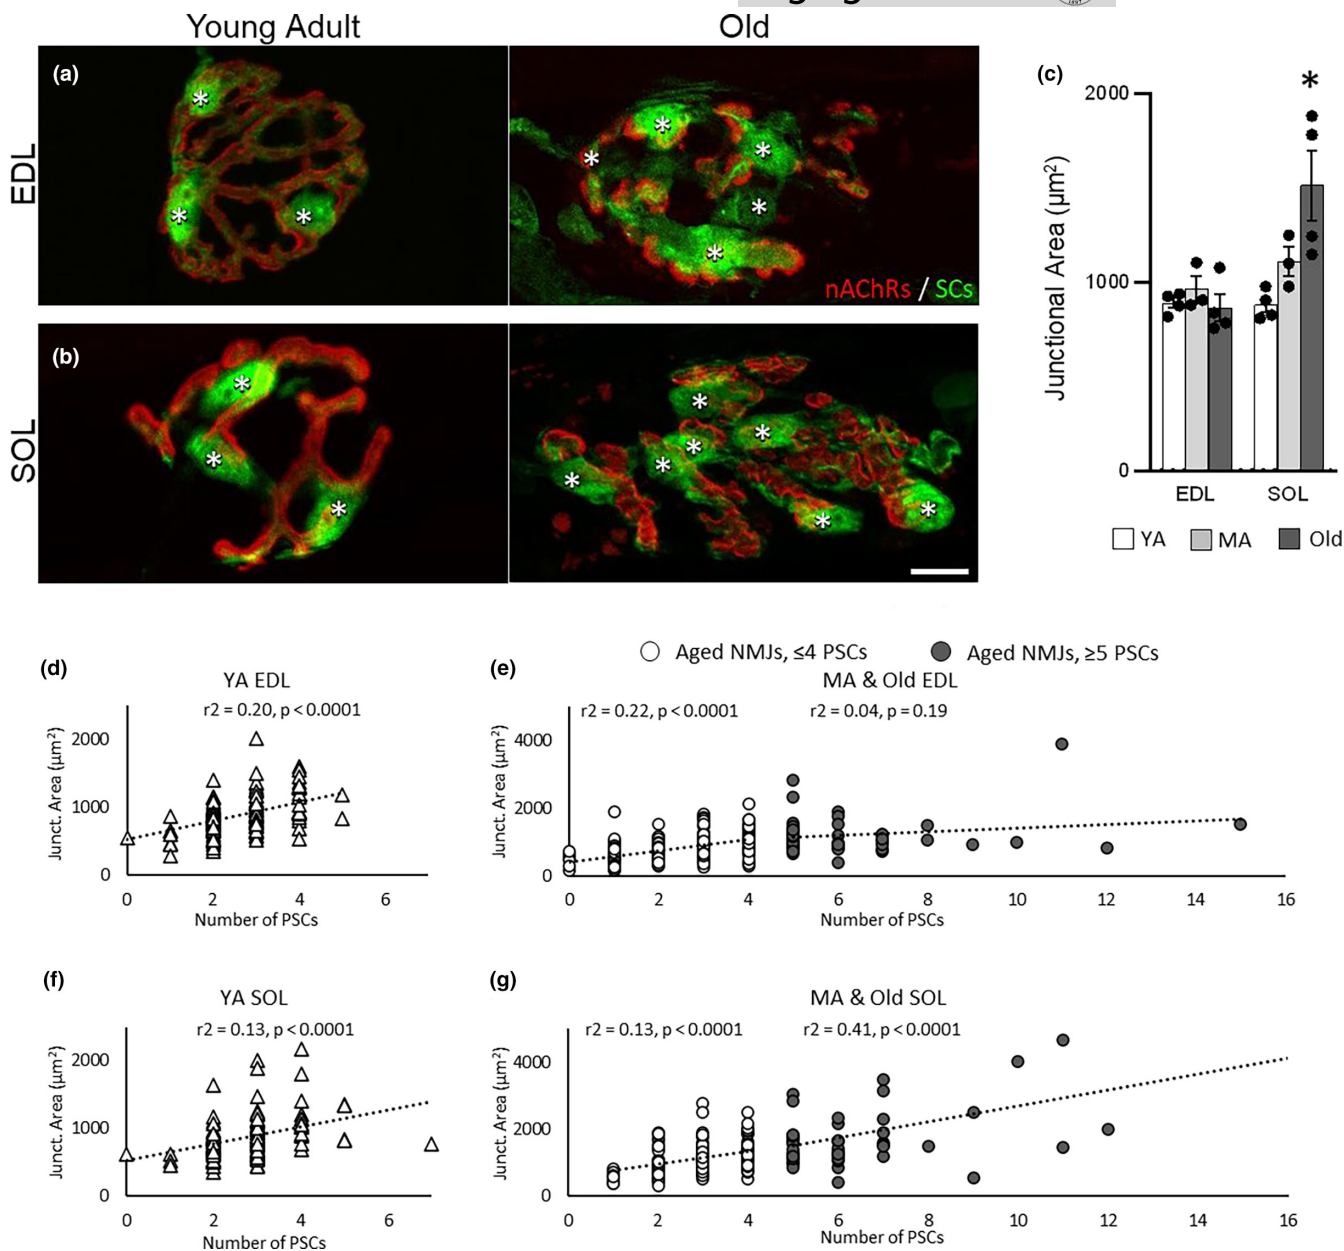 Young Adult
Old
(a)
EDL
nAChRs / SCs
(b)
SOL
(c)
*
2000
1000
0
Junctional Area (µm²)
EDL
SOL
YA
MA
Old
Aged NMJs, ≤4 PSCs
Aged NMJs, ≥5 PSCs
(d)
YA EDL
r2 = 0.20, p < 0.0001
Junct. Area (µm²)
2000
1000
0
0 2 4 6
Number of PSCs
(e)
MA & Old EDL
r2 = 0.22, p < 0.0001
r2 = 0.04, p = 0.19
Junct. Area (µm²)
4000
2000
0
0 2 4 6 8 10 12 14 16
Number of PSCs
(f)
YA SOL
r2 = 0.13, p < 0.0001
Junct. Area (µm²)
2000
1000
0
0 2 4 6
Number of PSCs
(g)
MA & Old SOL
r2 = 0.13, p < 0.0001
r2 = 0.41, p < 0.0001
Junct. Area (µm²)
4000
2000
0
0 2 4 6 8 10 12 14 16
Number of PSCs